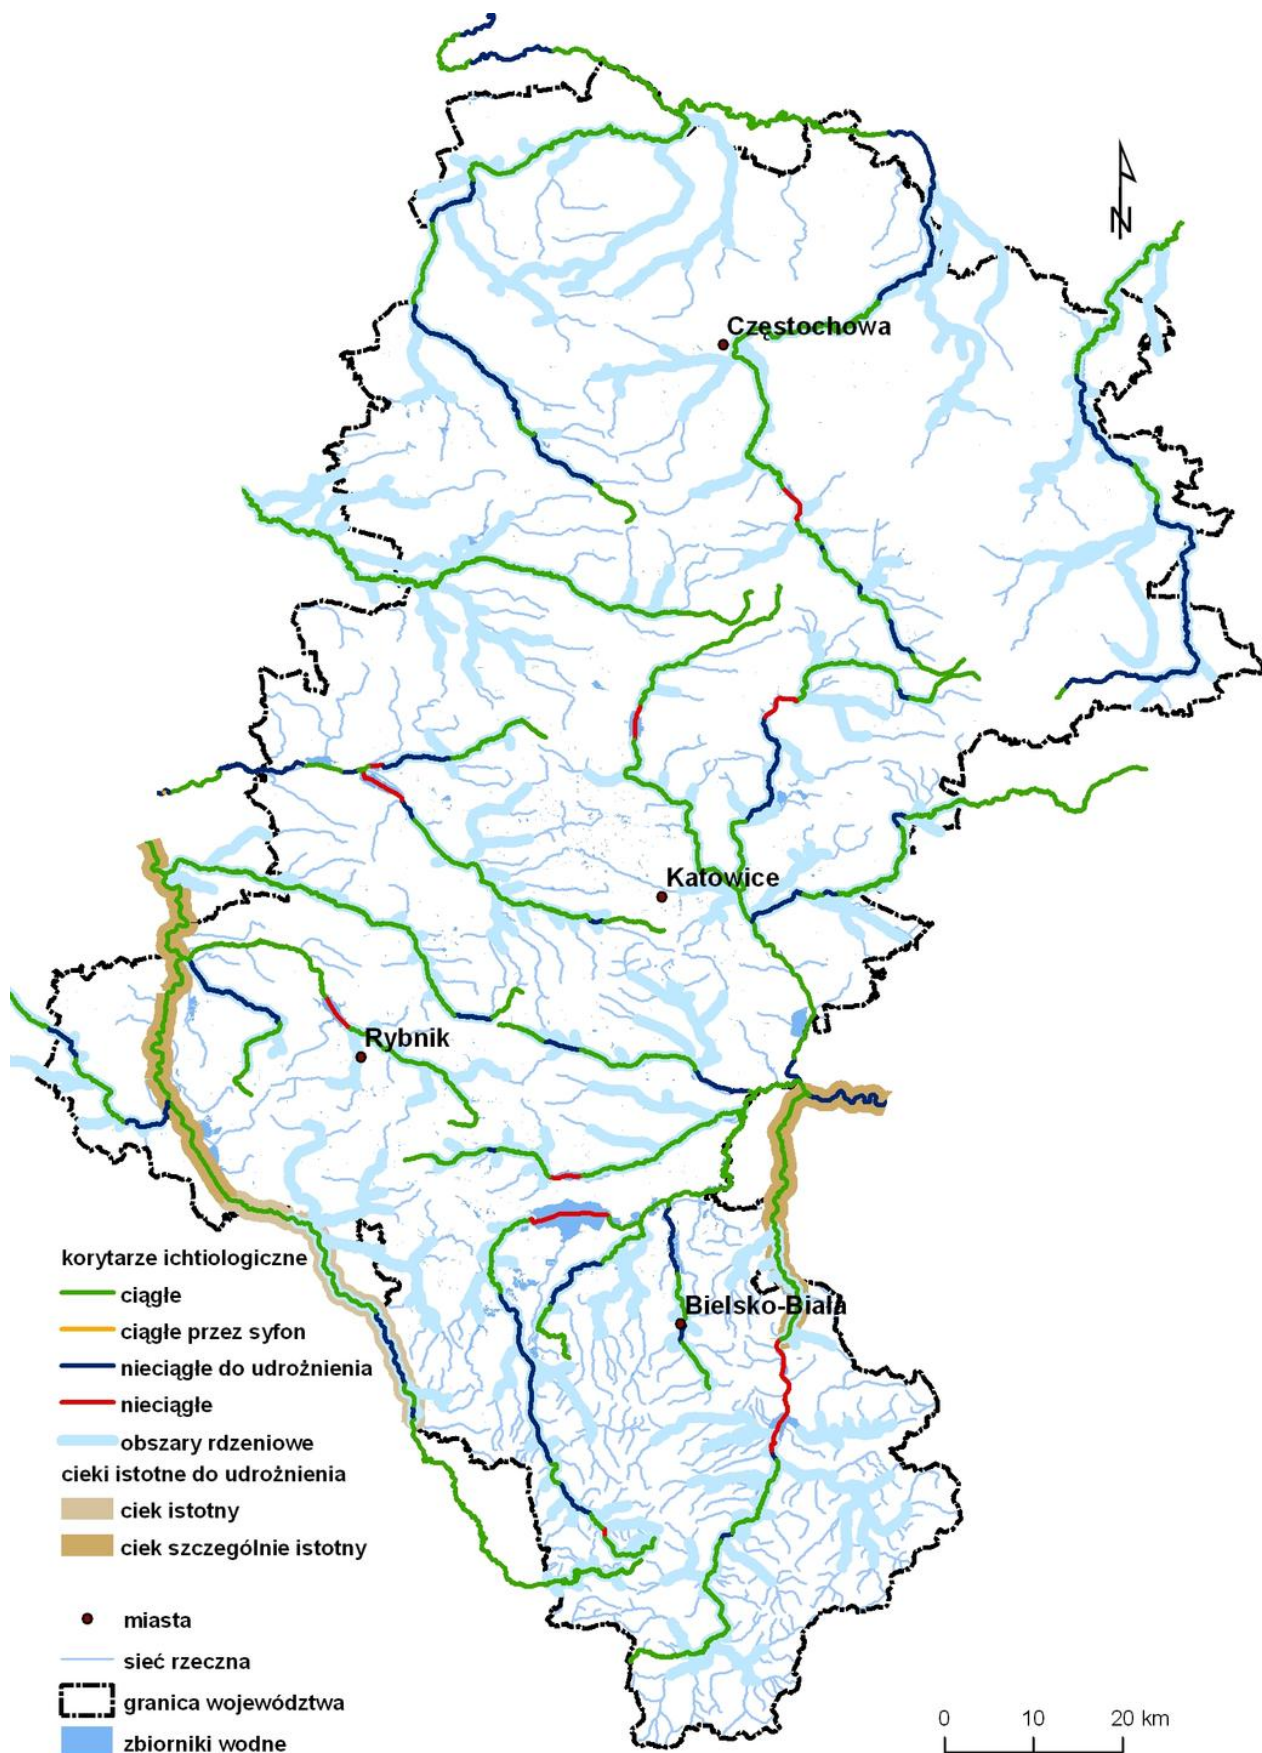 N
Częstochowa
Katowice
Rybnik
Bielsko-Biała
korytarze ichtiologiczne
ciągłe
ciągłe przez syfon
nieciągłe do udrożnienia
nieciągłe
obszary rdzeniowe
cieki istotne do udrożnienia
ciek istotny
ciek szczególnie istotny
miasta
sieć rzeczna
granica województwa
zbiorniki wodne
0 10 20 km